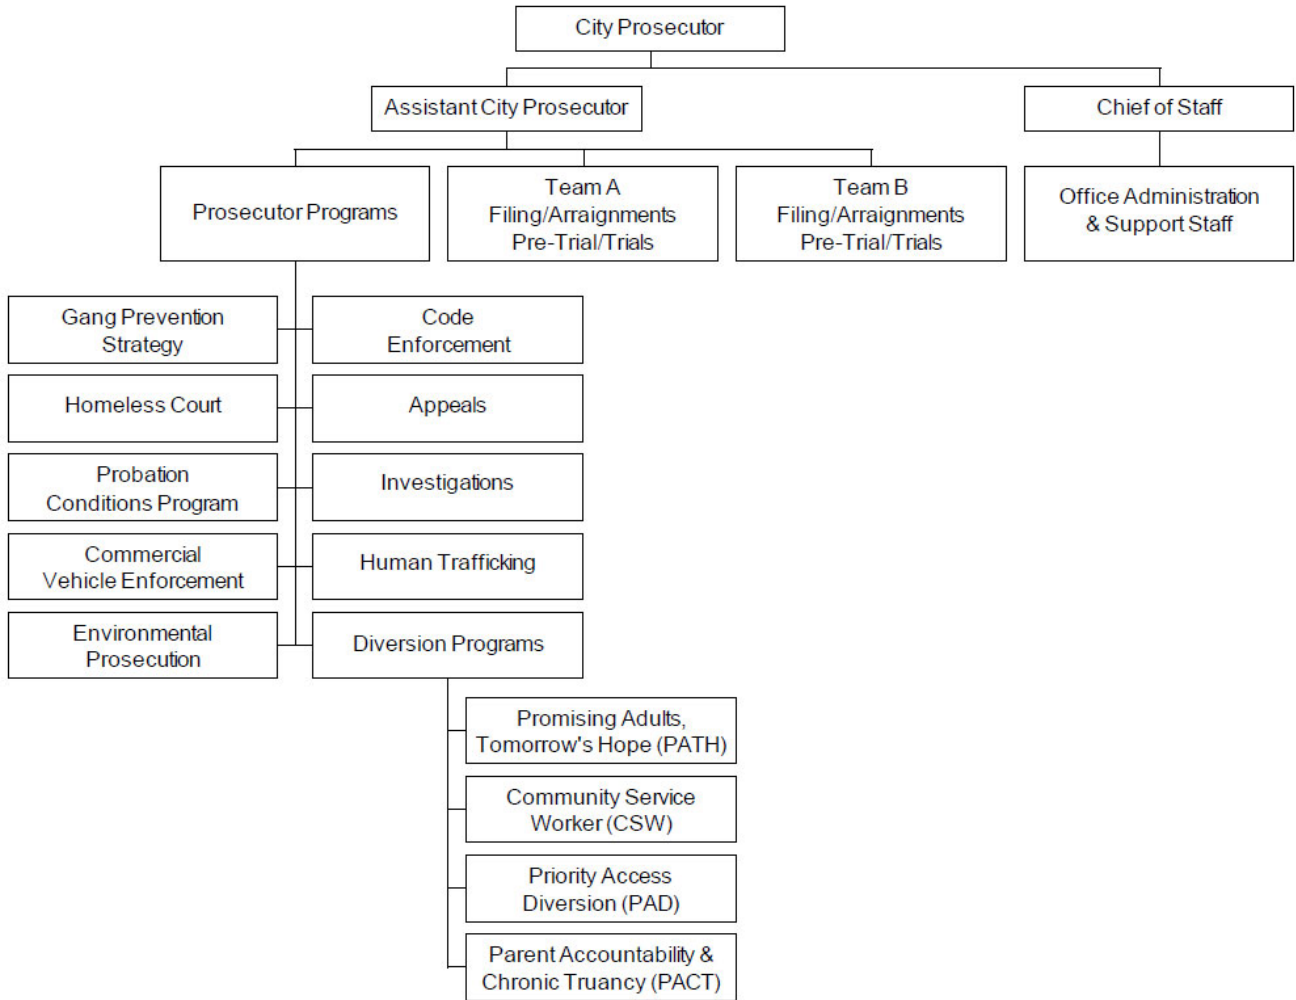 City Prosecutor
Assistant City Prosecutor
Chief of Staff
Prosecutor Programs
Team A
Filing/Arraignments
Pre-Trial/Trials
Team B
Filing/Arraignments
Pre-Trial/Trials
Office Administration
& Support Staff
Gang Prevention
Strategy
Code
Enforcement
Homeless Court
Appeals
Probation
Conditions Program
Investigations
Commercial
Vehicle Enforcement
Human Trafficking
Environmental
Prosecution
Diversion Programs
Promising Adults,
Tomorrow's Hope (PATH)
Community Service
Worker (CSW)
Priority Access
Diversion (PAD)
Parent Accountability &
Chronic Truancy (PACT)